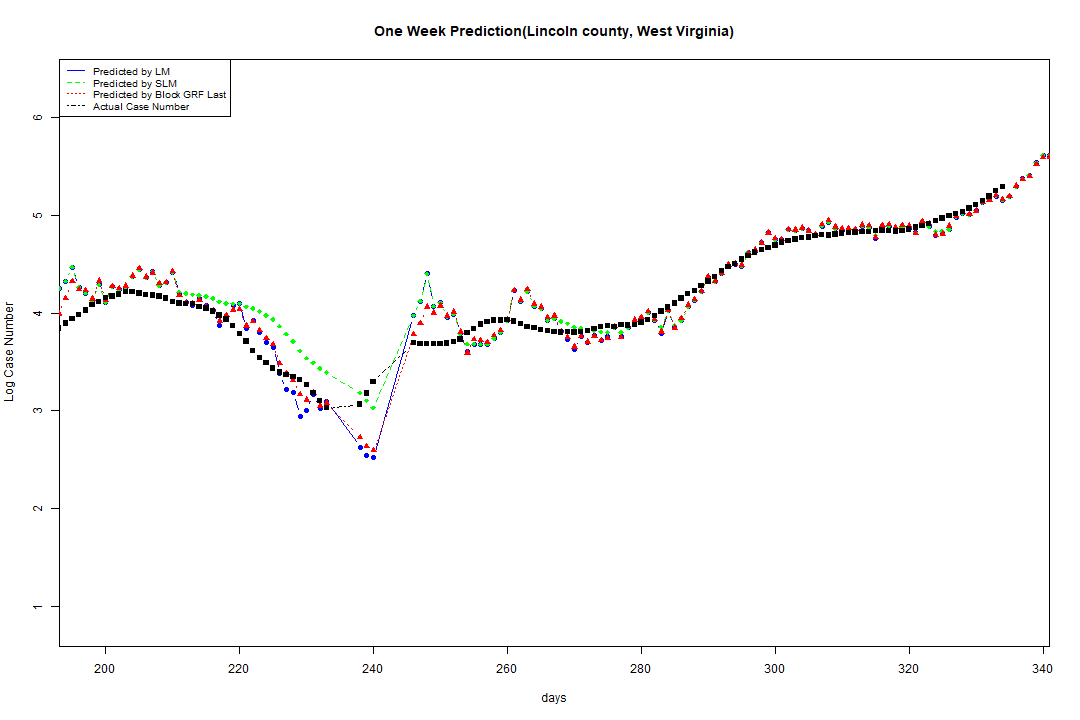 One Week Prediction(Lincoln county, West Virginia)
Predicted by LM
Predicted by SLM
Predicted by Block GRF Last
Actual Case Number
6
5
4
3
2
1
Log Case Number
200 220 240 260 280 300 320 340
days